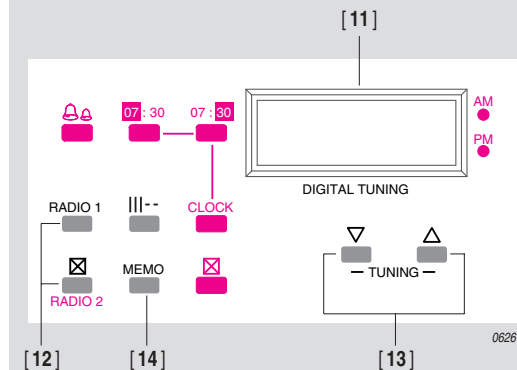 [11]
07 : 30 07 : 30 AM
PM
DIGITAL TUNING
RADIO 1 CLOCK
MEMO TUNING
RADIO 2
0626
[12] [14] [13]